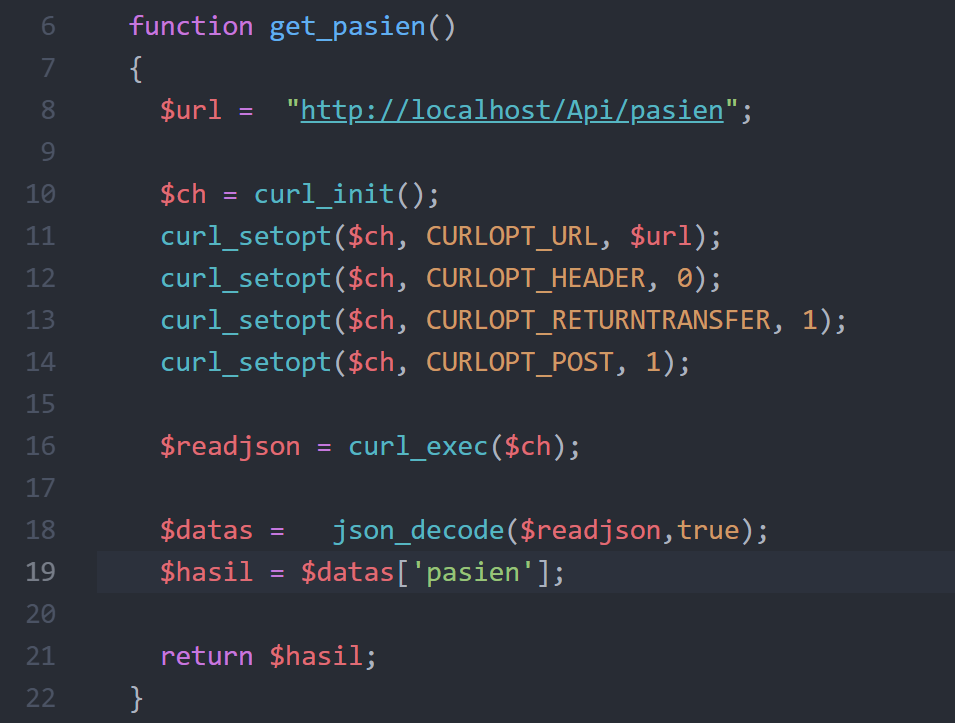 6 function get_pasien()
7 {
8 $url =  "http://localhost/Api/pasien";
9
10 $ch = curl_init();
11 curl_setopt($ch, CURLOPT_URL, $url);
12 curl_setopt($ch, CURLOPT_HEADER, 0);
13 curl_setopt($ch, CURLOPT_RETURNTRANSFER, 1);
14 curl_setopt($ch, CURLOPT_POST, 1);
15
16 $readjson = curl_exec($ch);
17
18 $datas =   json_decode($readjson,true);
19 $hasil = $datas['pasien'];
20
21 return $hasil;
22 }